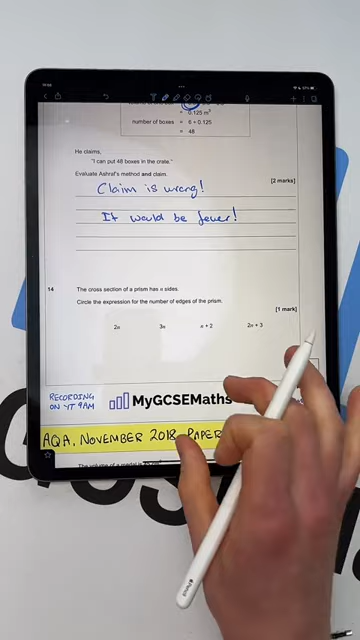 = 0.125 m³
number of boxes = 6 ÷ 0.125
= 48
He claims,
"I can put 48 boxes in the crate."
Evaluate Ashraf's method and claim.
[2 marks]
Claim is wrong!
It would be fewer!
14 The cross section of a prism has n sides.
Circle the expression for the number of edges of the prism.
[1 mark]
2n 3n n + 2 2n + 3
RECORDING
ON YT 9AM
MyGCSEMaths
AQA, NOVEMBER 2018, PAPER